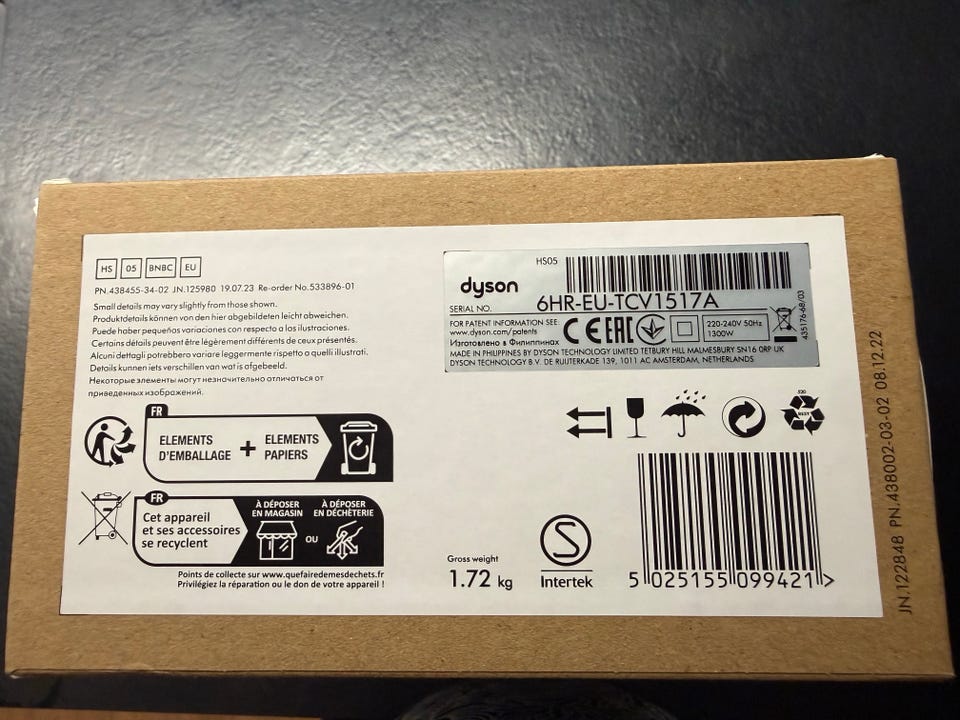 HS 05 BNBC EU
PN.438455-34-02 JN.125980 19.07.23 Re-order No.533896-01
Small details may vary slightly from those shown.
Produktdetails können von den hier abgebildeten leicht abweichen.
Puede haber pequeñas variaciones con respecto a las ilustraciones.
Certains détails peuvent être légèrement différents de ceux présentés.
Alcuni dettagli potrebbero variare leggermente rispetto a quelli illustrati.
Details kunnen iets verschillen van wat is afgebeeld.
Некоторые элементы могут незначительно отличаться от
приведенных изображений.
FR
ELEMENTS
D'EMBALLAGE
+
ELEMENTS
PAPIERS
FR
Cet appareil
et ses accessoires
se recyclent
À DÉPOSER
EN MAGASIN
OU
À DÉPOSER
EN DÉCHÈTERIE
Points de collecte sur www.quefairedemesdechets.fr
Privilégiez la réparation ou le don de votre appareil !
HS05
dyson
SERIAL NO.
6HR-EU-TCV1517A
FOR PATENT INFORMATION SEE:
www.dyson.com/patents
Изготовлено в Филиппинах
CE EAC
220-240V 50Hz
1300W
435176-68/03
MADE IN PHILIPPINES BY DYSON TECHNOLOGY LIMITED TETBURY HILL MALMESBURY SN16 0RP UK
DYSON TECHNOLOGY B.V. DE RUIJTERKADE 139, 1011 AC AMSTERDAM, NETHERLANDS
Gross weight
1.72 kg
S
Intertek
5 025155 099421 >
JN.122848 PN.438002-03-02 08.12.22